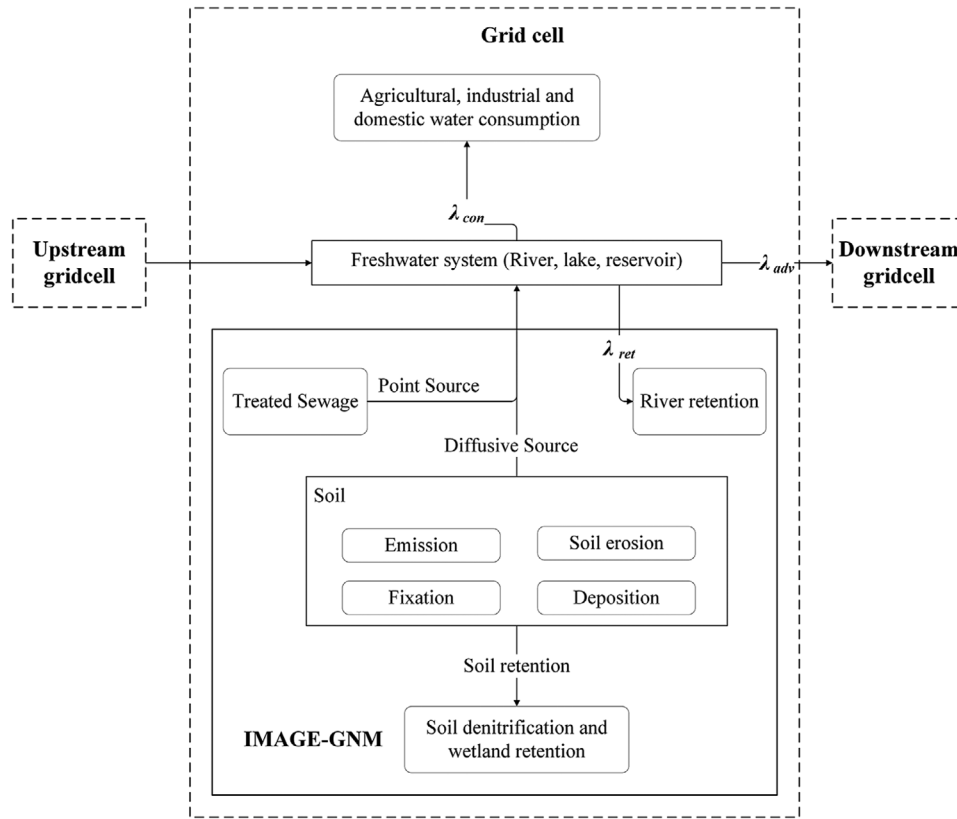 Grid cell
Agricultural, industrial and
domestic water consumption
λ con
Upstream
gridcell
Freshwater system (River, lake, reservoir)
λ adv
Downstream
gridcell
λ ret
Treated Sewage
Point Source
River retention
Diffusive Source
Soil
Emission
Soil erosion
Fixation
Deposition
Soil retention
IMAGE-GNM
Soil denitrification and
wetland retention